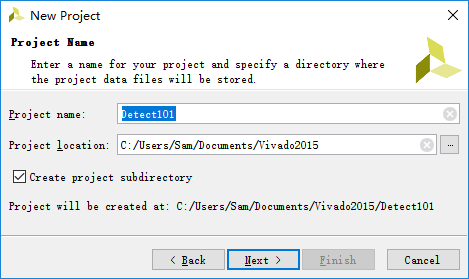 New Project
Project Name
Enter a name for your project and specify a directory where
the project data files will be stored.
Project name: Detect101
Project location: C:/Users/Sam/Documents/Vivado2015 ...
Create project subdirectory
Project will be created at: C:/Users/Sam/Documents/Vivado2015/Detect101
< Back Next > Finish Cancel